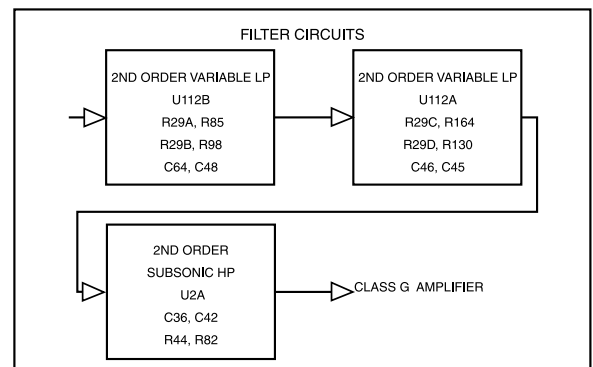 FILTER CIRCUITS
2ND ORDER VARIABLE LP
U112B
R29A, R85
R29B, R98
C64, C48
2ND ORDER VARIABLE LP
U112A
R29C, R164
R29D, R130
C46, C45
2ND ORDER
SUBSONIC HP
U2A
C36, C42
R44, R82
CLASS G AMPLIFIER